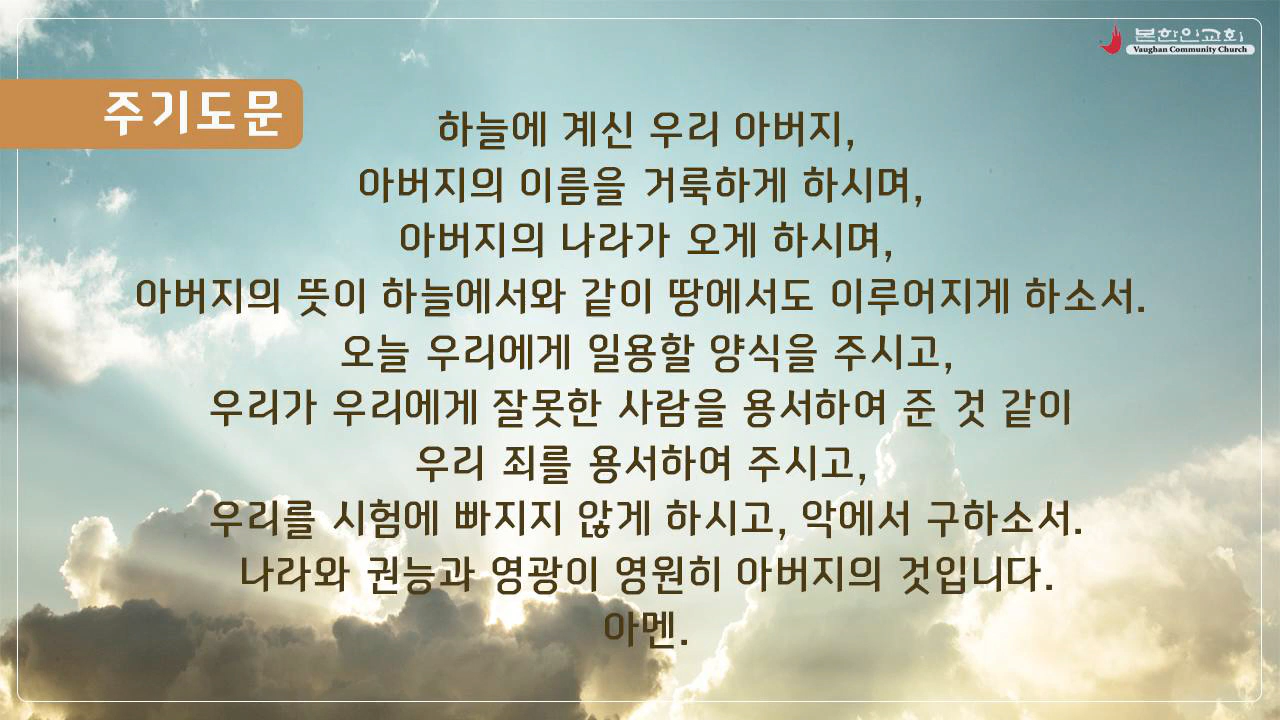 본한인교회
Vaughan Community Church
주기도문
하늘에 계신 우리 아버지,
아버지의 이름을 거룩하게 하시며,
아버지의 나라가 오게 하시며,
아버지의 뜻이 하늘에서와 같이 땅에서도 이루어지게 하소서.
오늘 우리에게 일용할 양식을 주시고,
우리가 우리에게 잘못한 사람을 용서하여 준 것 같이
우리 죄를 용서하여 주시고,
우리를 시험에 빠지지 않게 하시고, 악에서 구하소서.
나라와 권능과 영광이 영원히 아버지의 것입니다.
아멘.